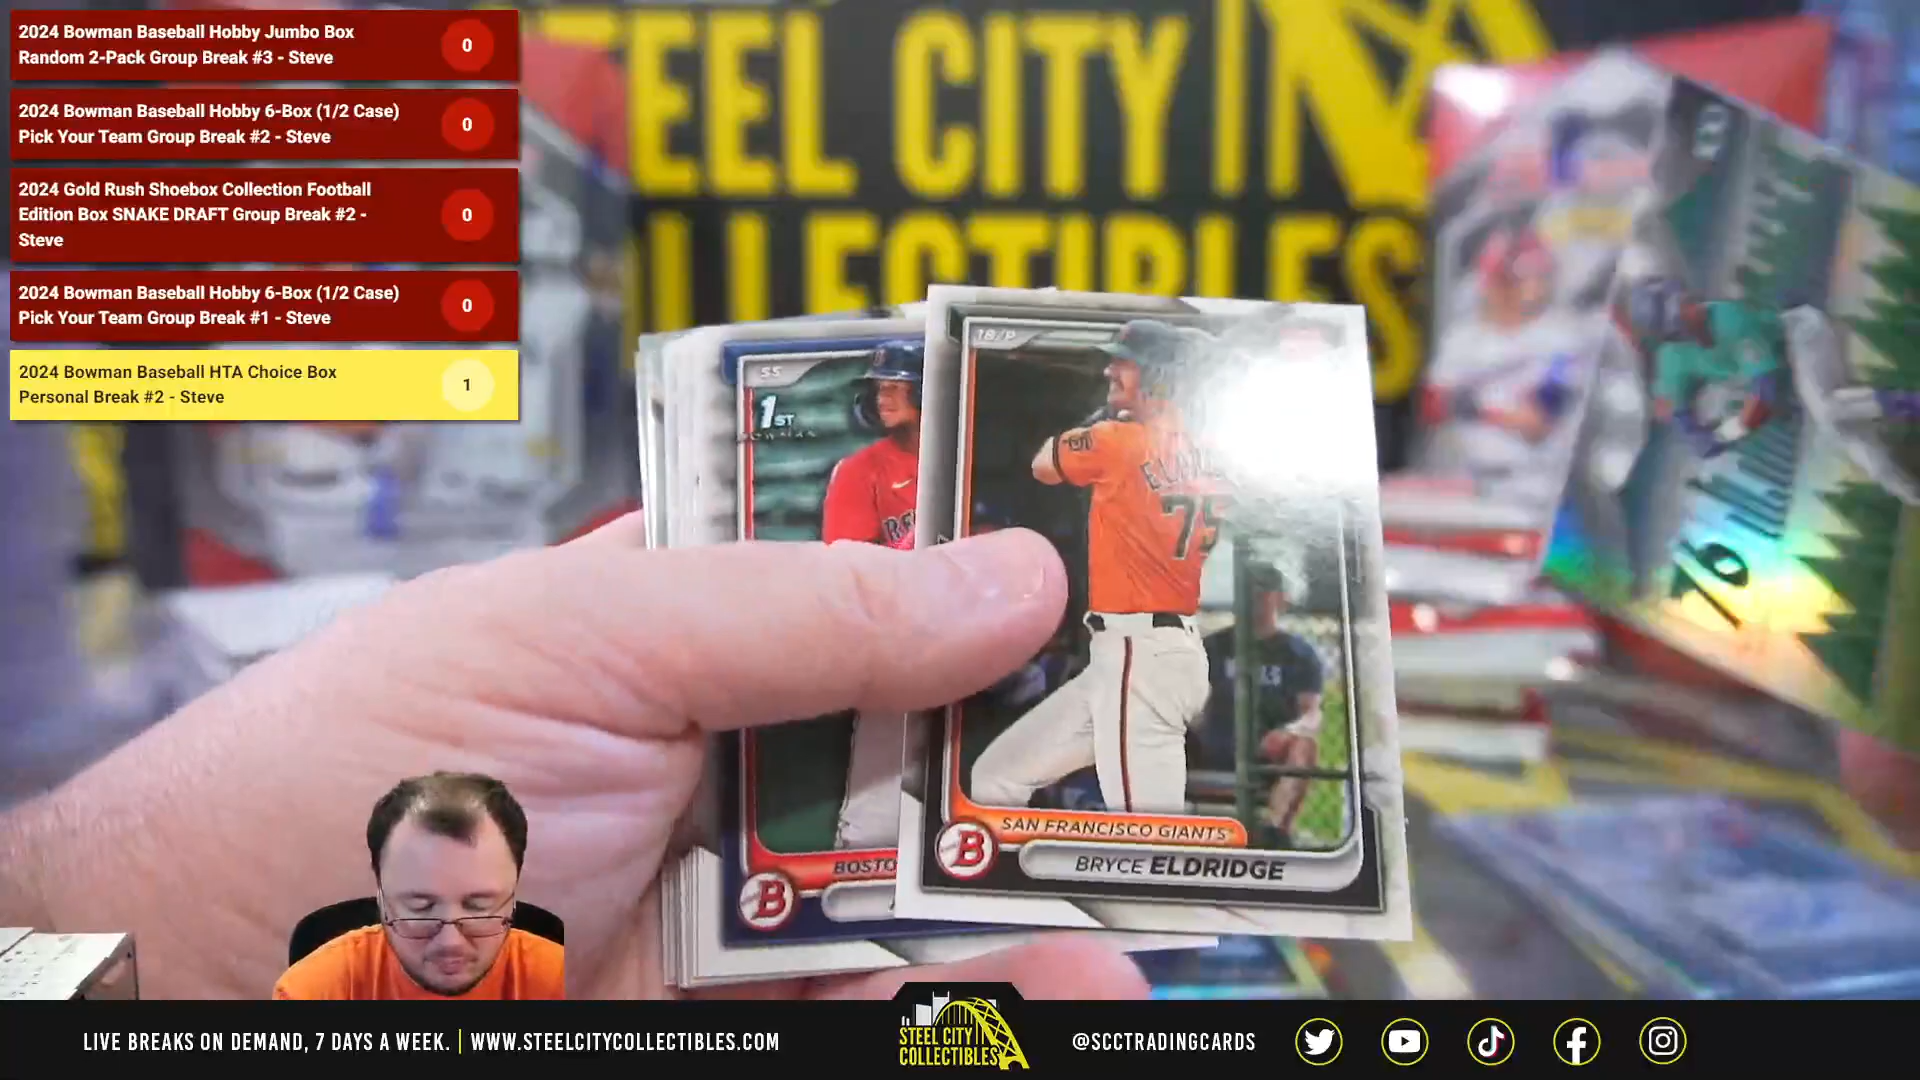 2024 Bowman Baseball Hobby Jumbo Box
Random 2-Pack Group Break #3 - Steve
0
2024 Bowman Baseball Hobby 6-Box (1/2 Case)
Pick Your Team Group Break #2 - Steve
0
2024 Gold Rush Shoebox Collection Football
Edition Box SNAKE DRAFT Group Break #2 -
Steve
0
2024 Bowman Baseball Hobby 6-Box (1/2 Case)
Pick Your Team Group Break #1 - Steve
0
2024 Bowman Baseball HTA Choice Box
Personal Break #2 - Steve
1
TEEL CITY
LLECTIBLES
SS
1ST
BOWMAN
BOSTO
B
1B/P
75
SAN FRANCISCO GIANTS
B
BRYCE ELDRIDGE
LIVE BREAKS ON DEMAND, 7 DAYS A WEEK. | WWW.STEELCITYCOLLECTIBLES.COM
STEEL CITY
COLLECTIBLES
@SCCTRADINGCARDS